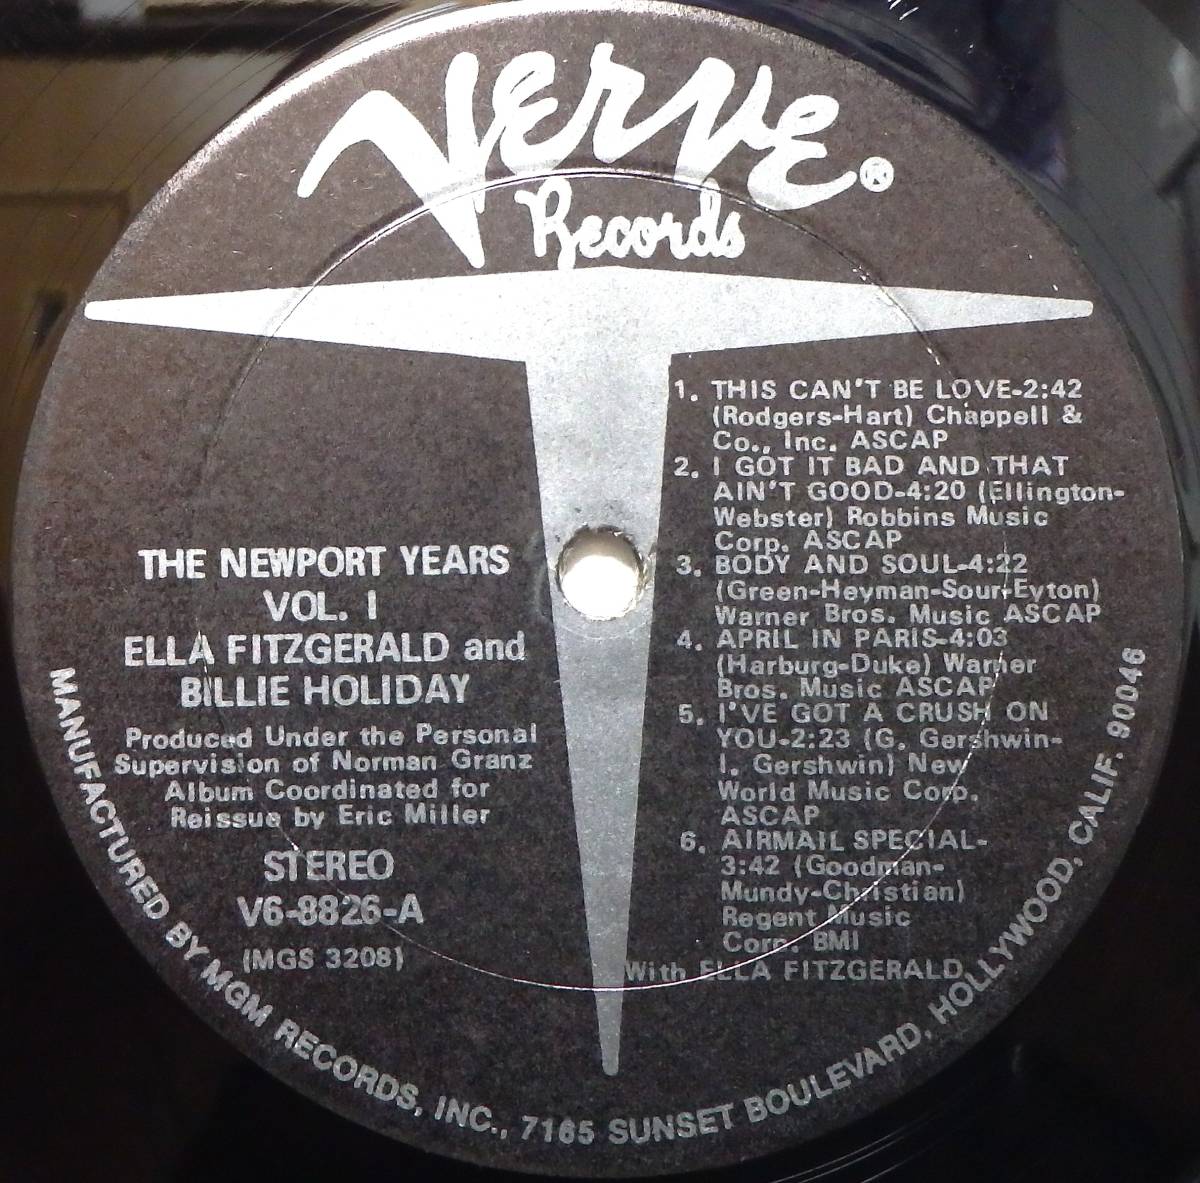 Verve®
Records
THE NEWPORT YEARS
VOL. I
ELLA FITZGERALD and
BILLIE HOLIDAY
Produced Under the Personal
Supervision of Norman Granz
Album Coordinated for
Reissue by Eric Miller
STEREO
V6-8826-A
(MGS 3208)
1. THIS CAN'T BE LOVE-2:42
(Rodgers-Hart) Chappell &
Co., Inc. ASCAP
2. I GOT IT BAD AND THAT
AIN'T GOOD-4:20 (Ellington-
Webster) Robbins Music
Corp. ASCAP
3. BODY AND SOUL-4:22
(Green-Heyman-Sour-Eyton)
Warner Bros. Music ASCAP
4. APRIL IN PARIS-4:03
(Harburg-Duke) Warner
Bros. Music ASCAP
5. I'VE GOT A CRUSH ON
YOU-2:23 (G. Gershwin-
I. Gershwin) New
World Music Corp.
ASCAP
6. AIRMAIL SPECIAL-
3:42 (Goodman-
Mundy-Christian)
Regent Music
Corp. BMI
With ELLA FITZGERALD
MANUFACTURED BY MGM RECORDS, INC., 7165 SUNSET BOULEVARD, HOLLYWOOD, CALIF. 90046